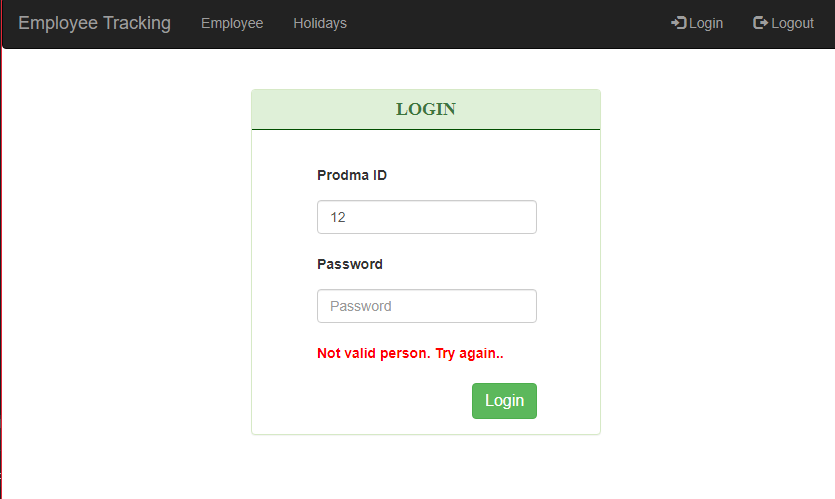 Employee Tracking Employee Holidays Login Logout
LOGIN
Prodma ID
12
Password
Password
Not valid person. Try again..
Login